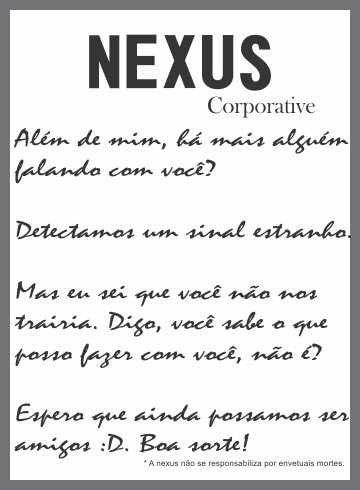 NEXUS
Corporative
Além de mim, há mais alguém
falando com você?
Detectamos um sinal estranho.
Mas eu sei que você não nos
trairia. Digo, você sabe o que
posso fazer com você, não é?
Espero que ainda possamos ser
amigos :D. Boa sorte!
* A nexus não se responsabiliza por envetuais mortes.